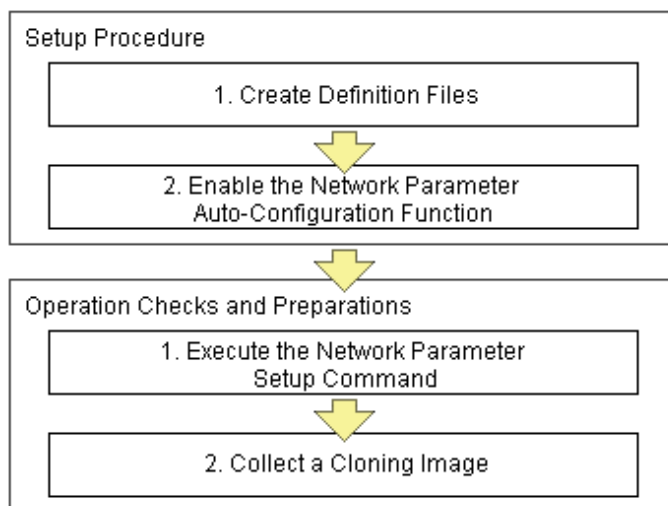 Setup Procedure
1. Create Definition Files
2. Enable the Network Parameter
Auto-Configuration Function
Operation Checks and Preparations
1. Execute the Network Parameter
Setup Command
2. Collect a Cloning Image